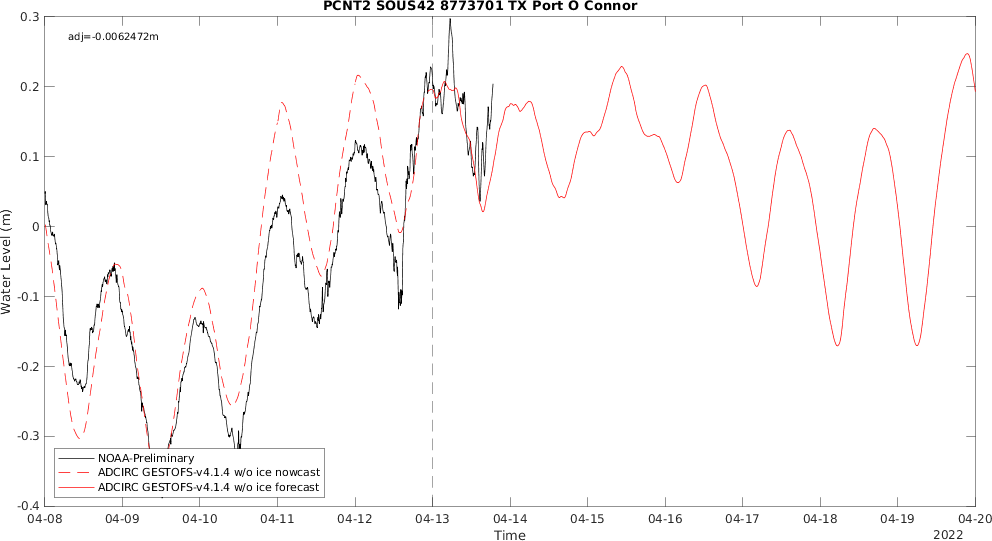 PCNT2 SOUS42 8773701 TX Port O Connor
adj=-0.0062472m
0.3
0.2
0.1
0
-0.1
-0.2
-0.3
-0.4
Water Level (m)
NOAA-Preliminary
ADCIRC GESTOFS-v4.1.4 w/o ice nowcast
ADCIRC GESTOFS-v4.1.4 w/o ice forecast
04-08 04-09 04-10 04-11 04-12 04-13 04-14 04-15 04-16 04-17 04-18 04-19 04-20
Time
2022